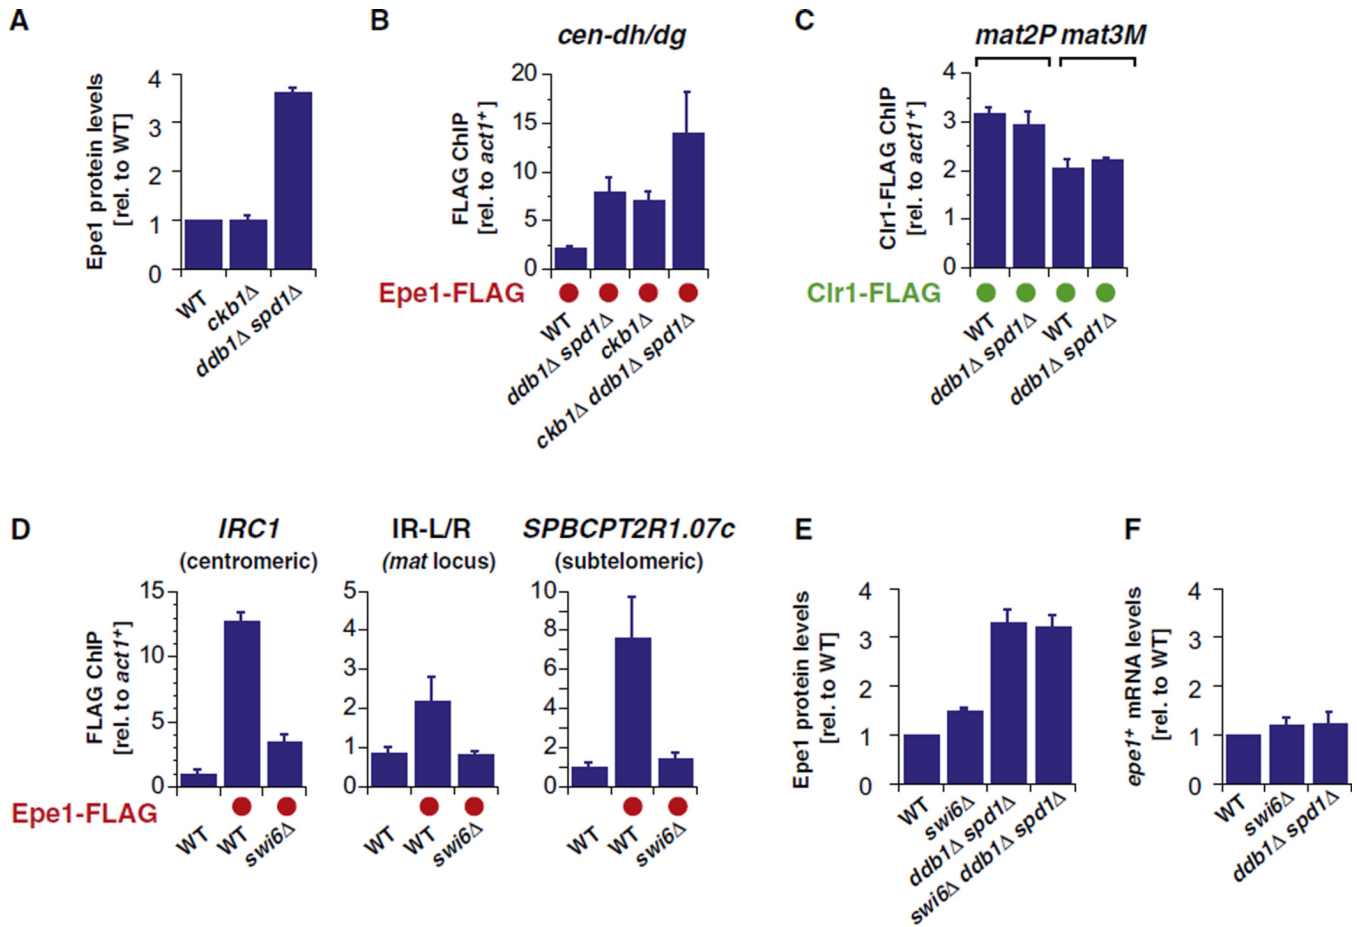 A
Epe1 protein levels
[rel. to WT]
4
3
2
1
0
WT
ckb1Δ
ddb1Δ spd1Δ
B
cen-dh/dg
FLAG ChIP
[rel. to act1+]
20
15
10
5
0
Epe1-FLAG
WT
ddb1Δ spd1Δ
ckb1Δ
ckb1Δ ddb1Δ spd1Δ
C
mat2P mat3M
Clr1-FLAG ChIP
[rel. to act1+]
4
3
2
1
0
Clr1-FLAG
WT
ddb1Δ spd1Δ
WT
ddb1Δ spd1Δ
D
IRC1
(centromeric)
FLAG ChIP
[rel. to act1+]
15
10
5
0
Epe1-FLAG
WT
WT
swi6Δ
IR-L/R
(mat locus)
5
4
3
2
1
0
WT
WT
swi6Δ
SPBCPT2R1.07c
(subtelomeric)
10
8
6
4
2
0
WT
WT
swi6Δ
E
Epe1 protein levels
[rel. to WT]
4
3
2
1
0
WT
swi6Δ
ddb1Δ spd1Δ
swi6Δ ddb1Δ spd1Δ
F
epe1+ mRNA levels
[rel. to WT]
4
3
2
1
0
WT
swi6Δ
ddb1Δ spd1Δ